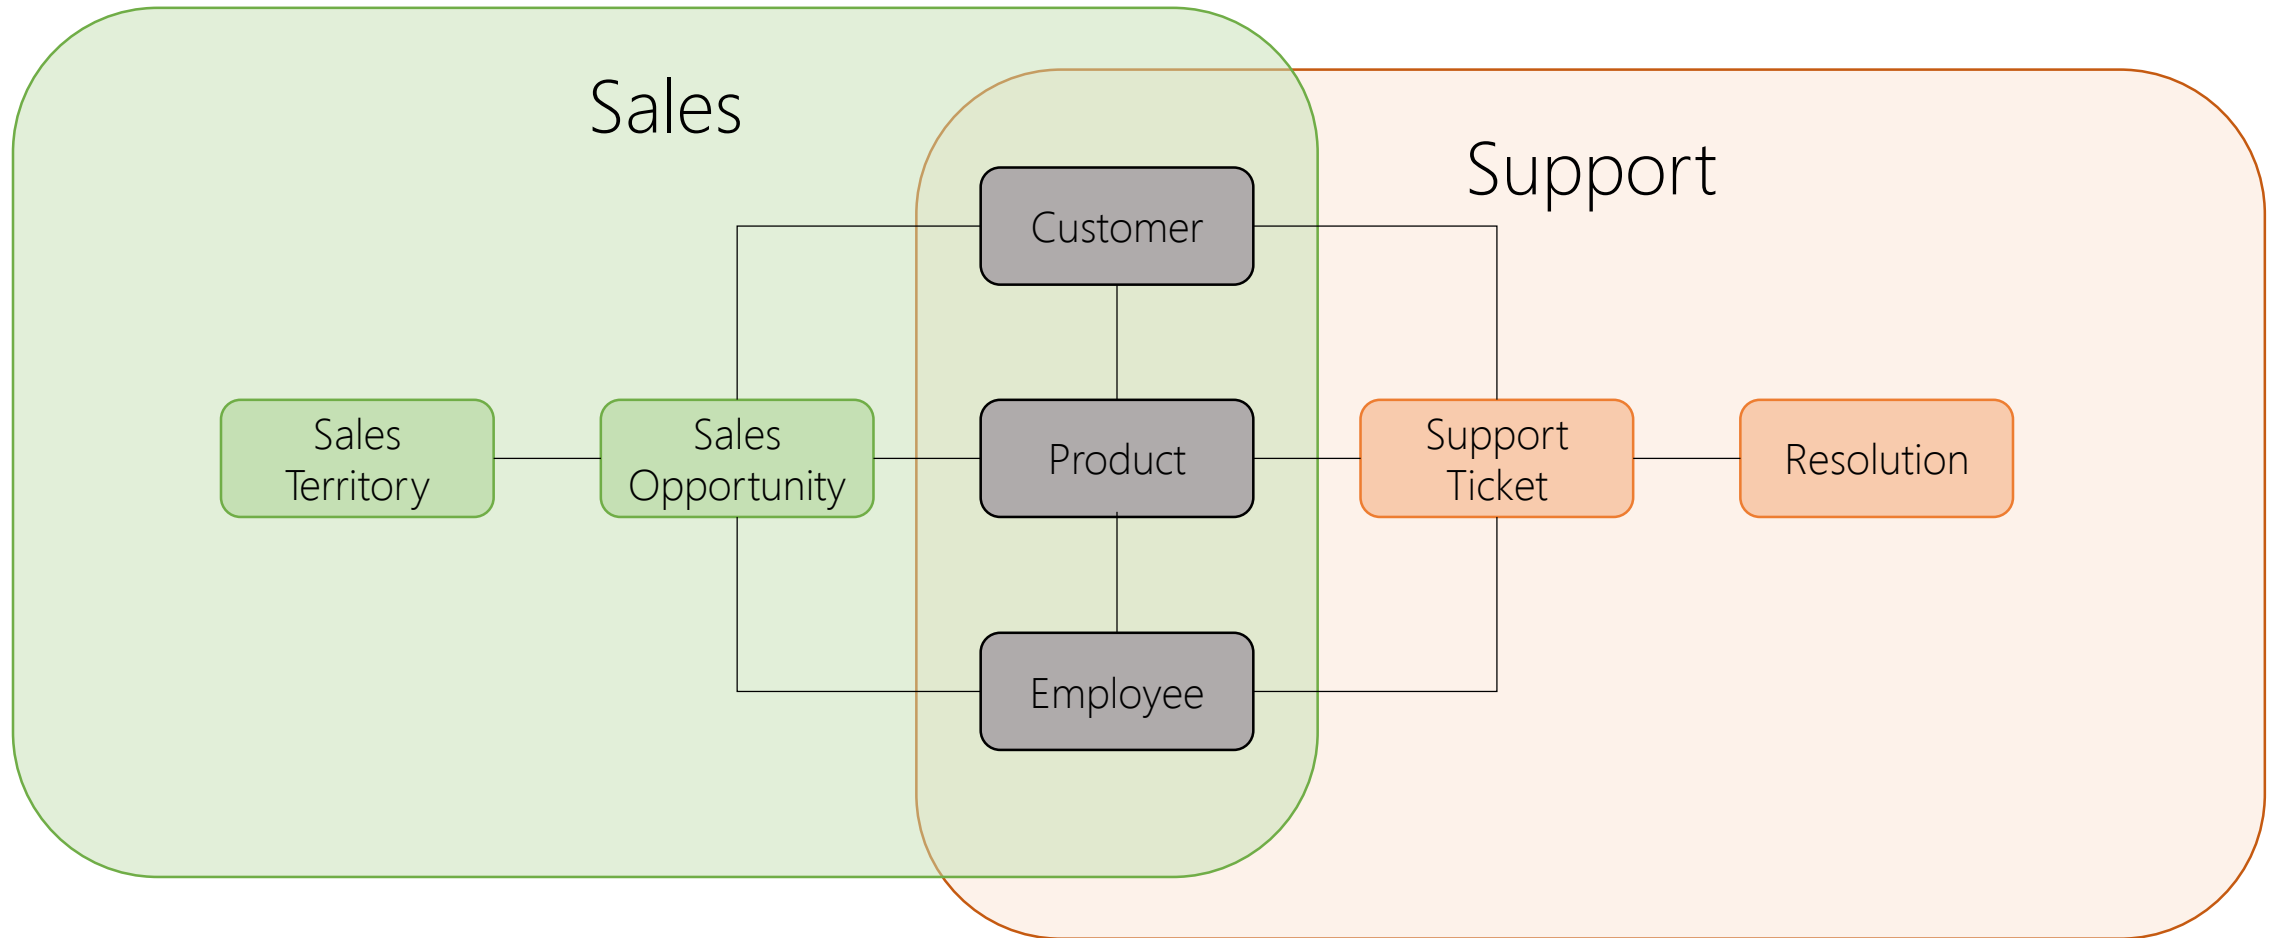 Sales
Support
Customer
Sales
Territory
Sales
Opportunity
Product
Support
Ticket
Resolution
Employee